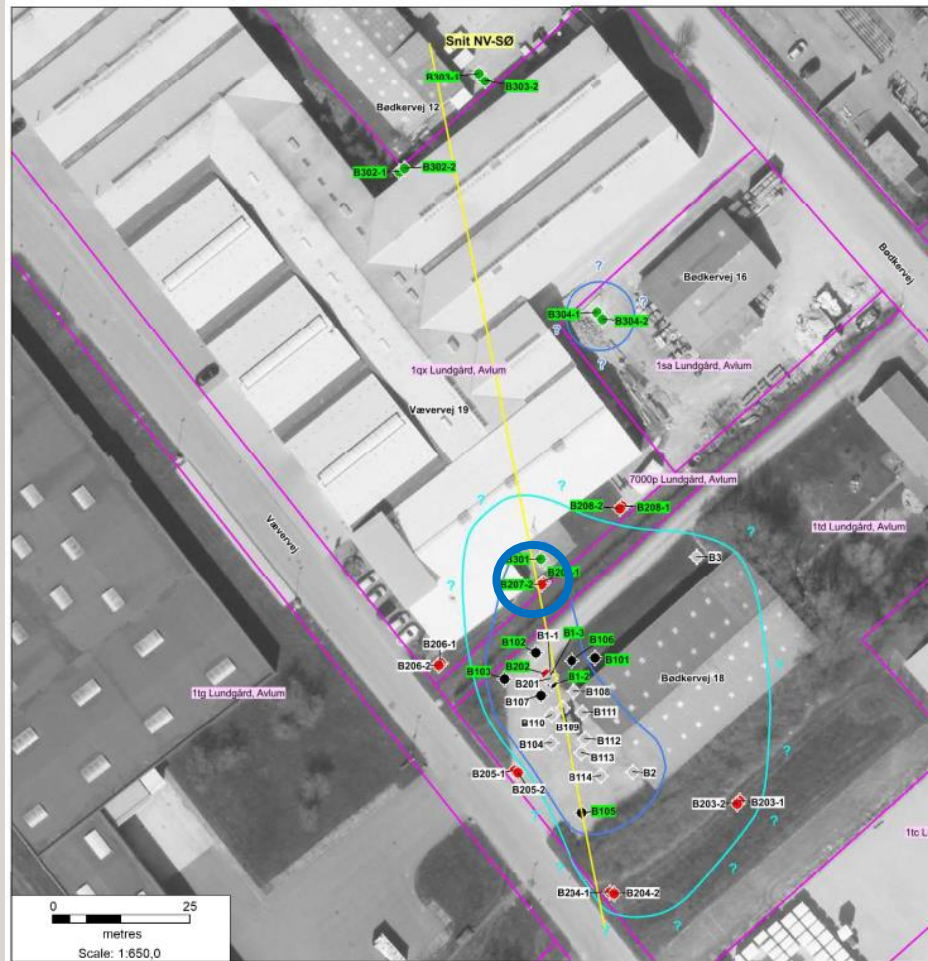 Snit NV-SØ
B303-1
B303-2
Bødkervej 12
B302-1
B302-2
Bødkervej
Bødkervej 16
?
?
B304-1
B304-2
?
?
1sa Lundgård, Avlum
1qx Lundgård, Avlum
Vævervej 19
7000p Lundgård, Avlum
?
?
B208-2
B208-1
1td Lundgård, Avlum
Vævervej
?
B3
B301
B207-2
?
B1-1
B1-3
B102
B106
B206-1
B101
B206-2
B202
B103
B1-2
B201
Bødkervej 18
?
1tg Lundgård, Avlum
B108
B107
B111
B110
B109
B104
B112
?
B113
B205-1
B114
B2
B205-2
B203-2
B203-1
?
B105
?
1tc L
B204-1
B204-2
?
?
?
0
25
metres
Scale: 1:650,0